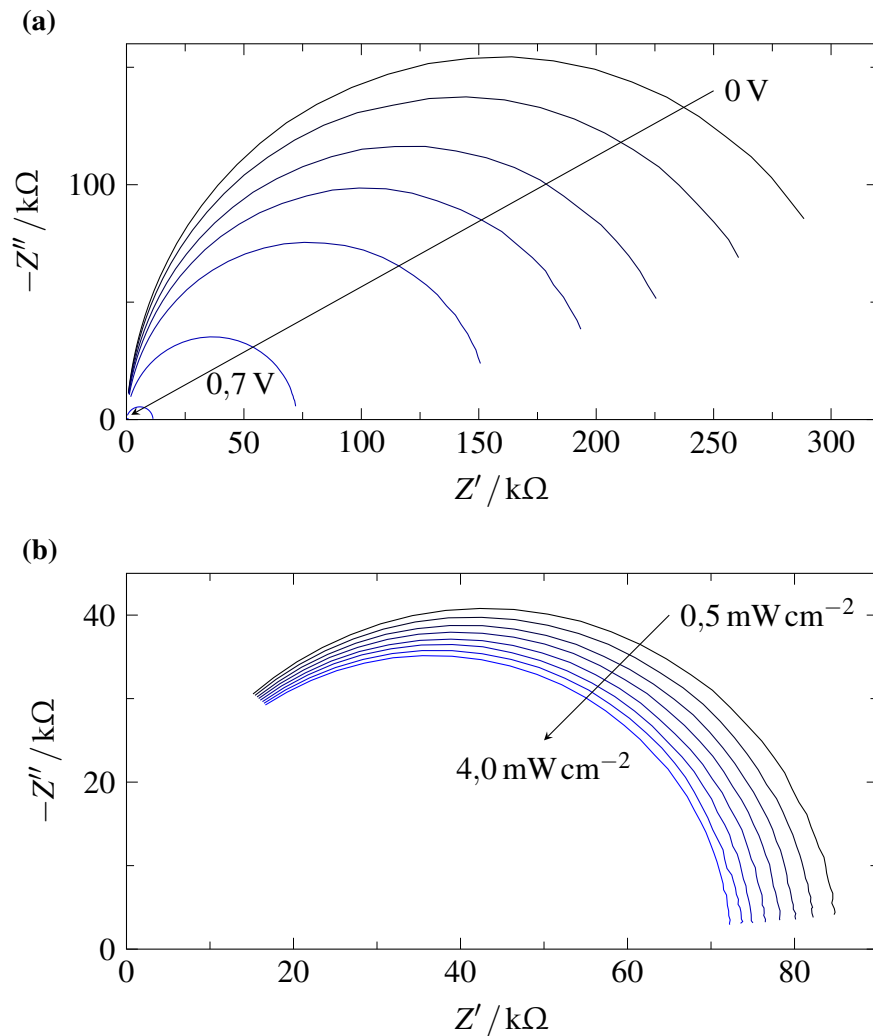 (a)
100
0
−Z″ / kΩ
0 V
0,7 V
0 50 100 150 200 250 300
Z′ / kΩ
(b)
40
20
0
−Z″ / kΩ
0,5 mW cm⁻²
4,0 mW cm⁻²
0 20 40 60 80
Z′ / kΩ